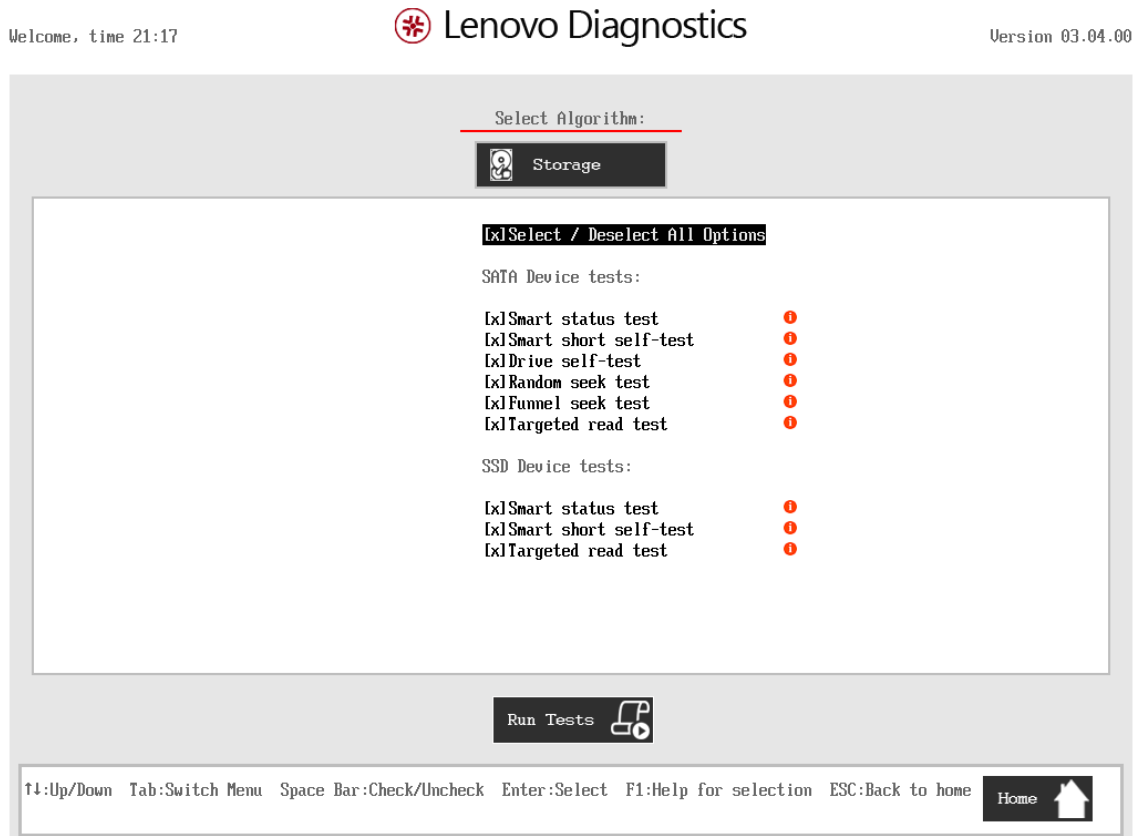 Welcome, time 21:17
Lenovo Diagnostics
Version 03.04.00
Select Algorithm:
Storage
[x]Select / Deselect All Options
SATA Device tests:
[x]Smart status test
[x]Smart short self-test
[x]Drive self-test
[x]Random seek test
[x]Funnel seek test
[x]Targeted read test
SSD Device tests:
[x]Smart status test
[x]Smart short self-test
[x]Targeted read test
Run Tests
↑↓:Up/Down Tab:Switch Menu Space Bar:Check/Uncheck Enter:Select F1:Help for selection ESC:Back to home
Home